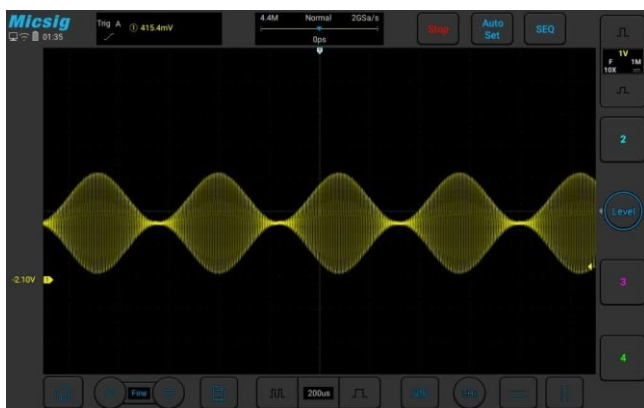 Micsig
01:35
Trig A
① 415.4mV
4.4M Normal 2GSa/s
0ps
Stop
Auto
Set
SEQ
1V
F 1M
10X
2
Level
3
4
-2.10V
Fine
200us